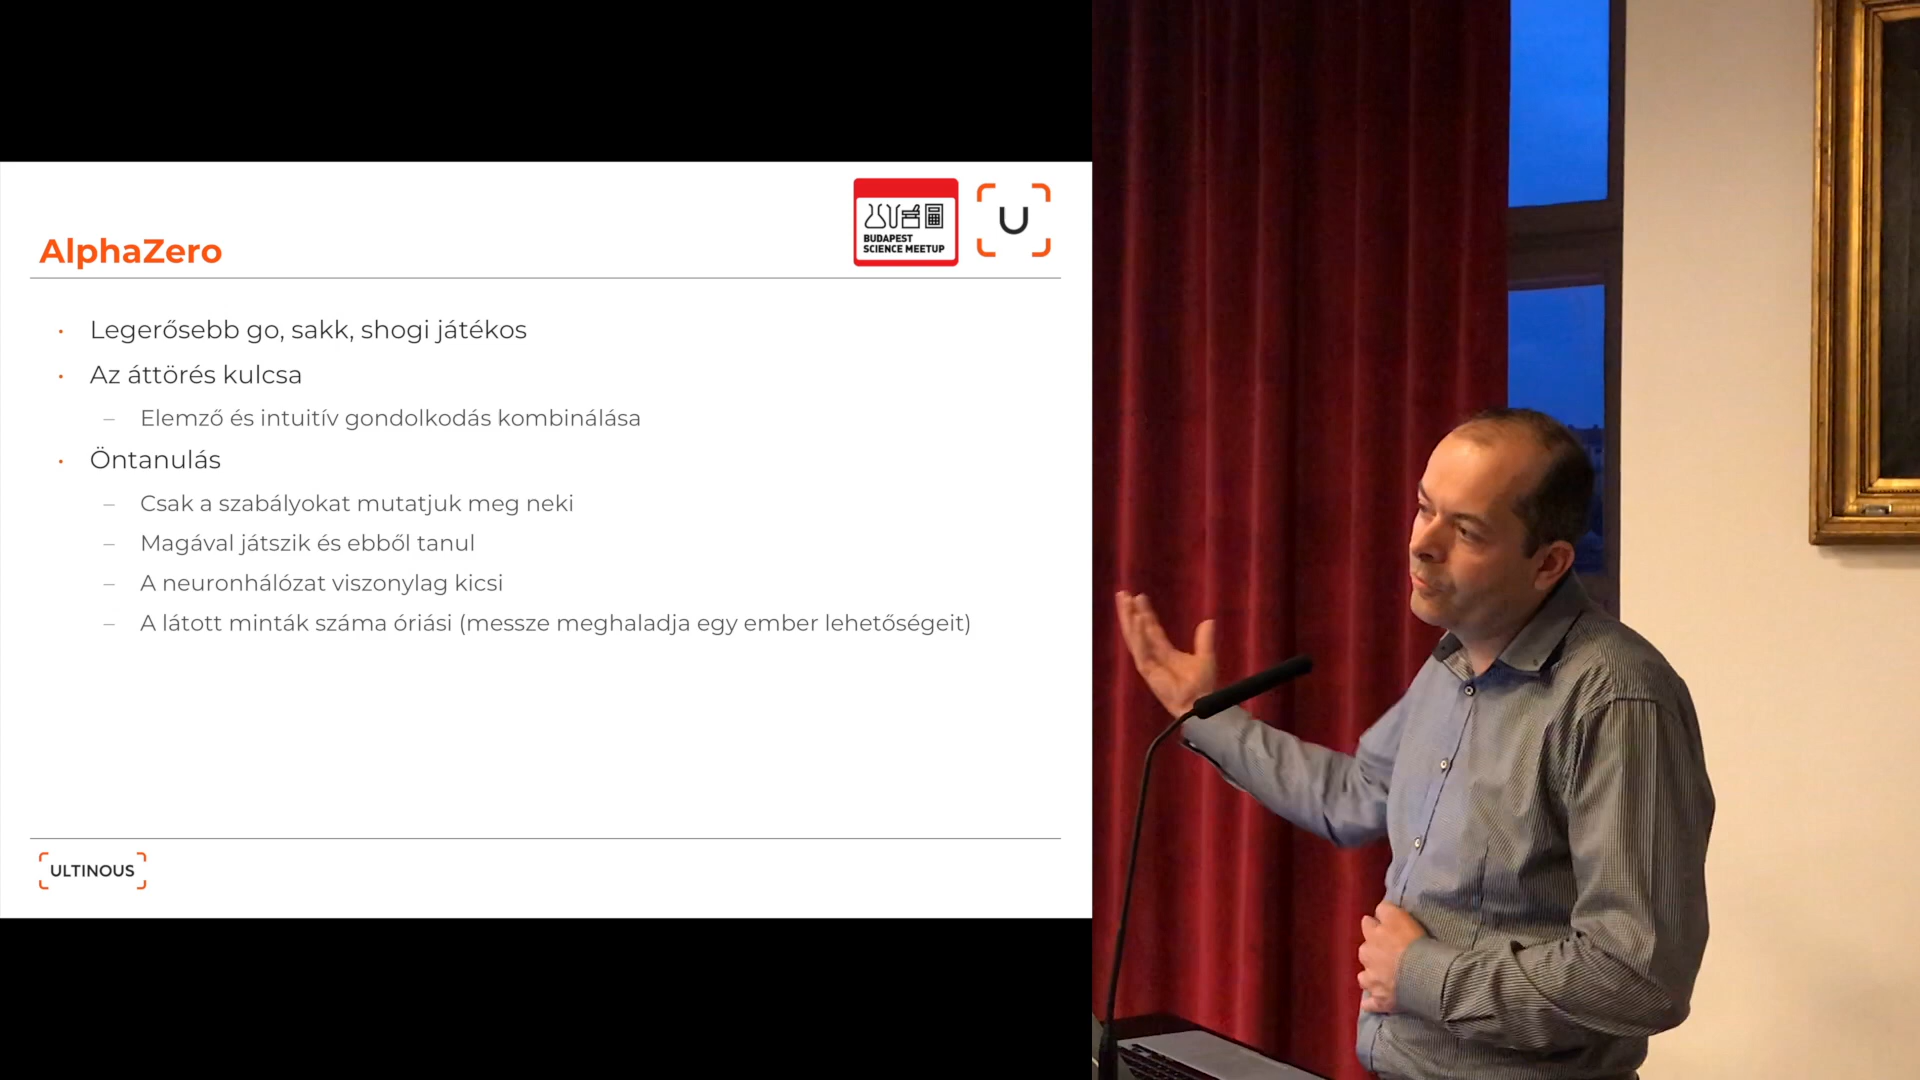 BUDAPEST
SCIENCE MEETUP
U
AlphaZero
Legerősebb go, sakk, shogi játékos
Az áttörés kulcsa
Elemző és intuitív gondolkodás kombinálása
Öntanulás
Csak a szabályokat mutatjuk meg neki
Magával játszik és ebből tanul
A neuronhálózat viszonylag kicsi
A látott minták száma óriási (messze meghaladja egy ember lehetőségeit)
ULTINOUS